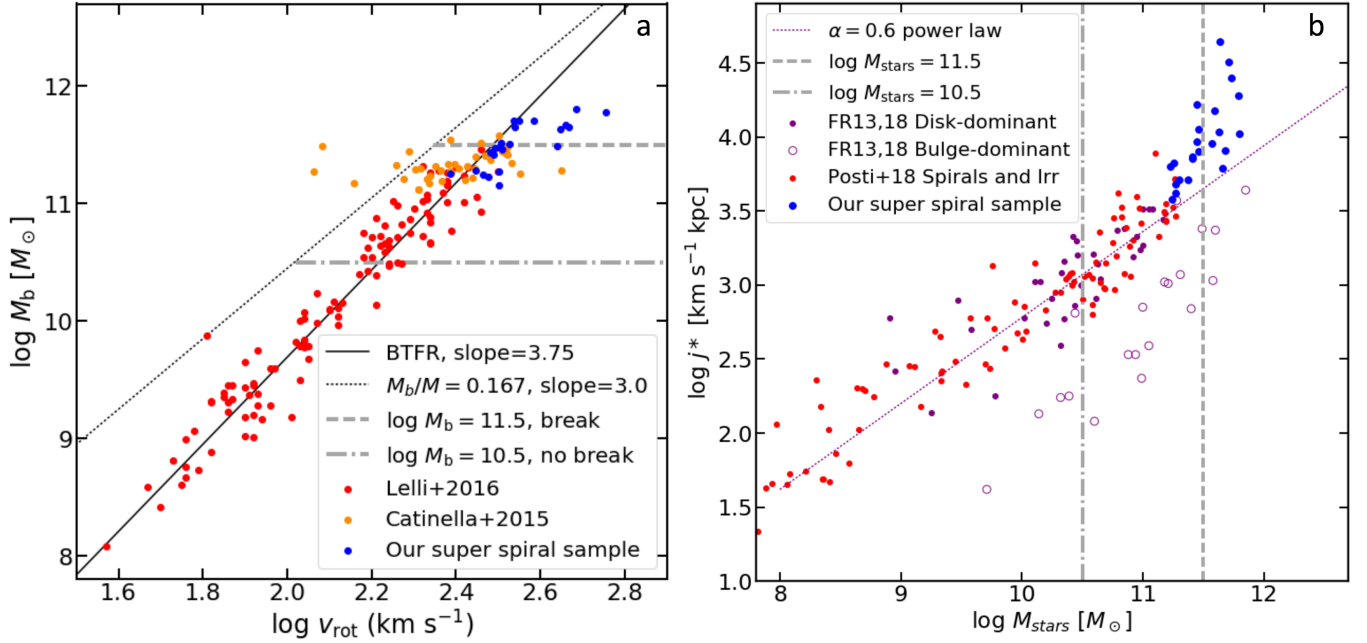 a
log M_b [M_⊙]
12
11
10
9
8
BTFR, slope=3.75
M_b/M = 0.167, slope=3.0
log M_b = 11.5, break
log M_b = 10.5, no break
Lelli+2016
Catinella+2015
Our super spiral sample
1.6 1.8 2.0 2.2 2.4 2.6 2.8
log v_rot (km s⁻¹)
b
log j* [km s⁻¹ kpc]
4.5
4.0
3.5
3.0
2.5
2.0
1.5
1.0
α = 0.6 power law
log M_stars = 11.5
log M_stars = 10.5
FR13,18 Disk-dominant
FR13,18 Bulge-dominant
Posti+18 Spirals and Irr
Our super spiral sample
8 9 10 11 12
log M_stars [M_⊙]